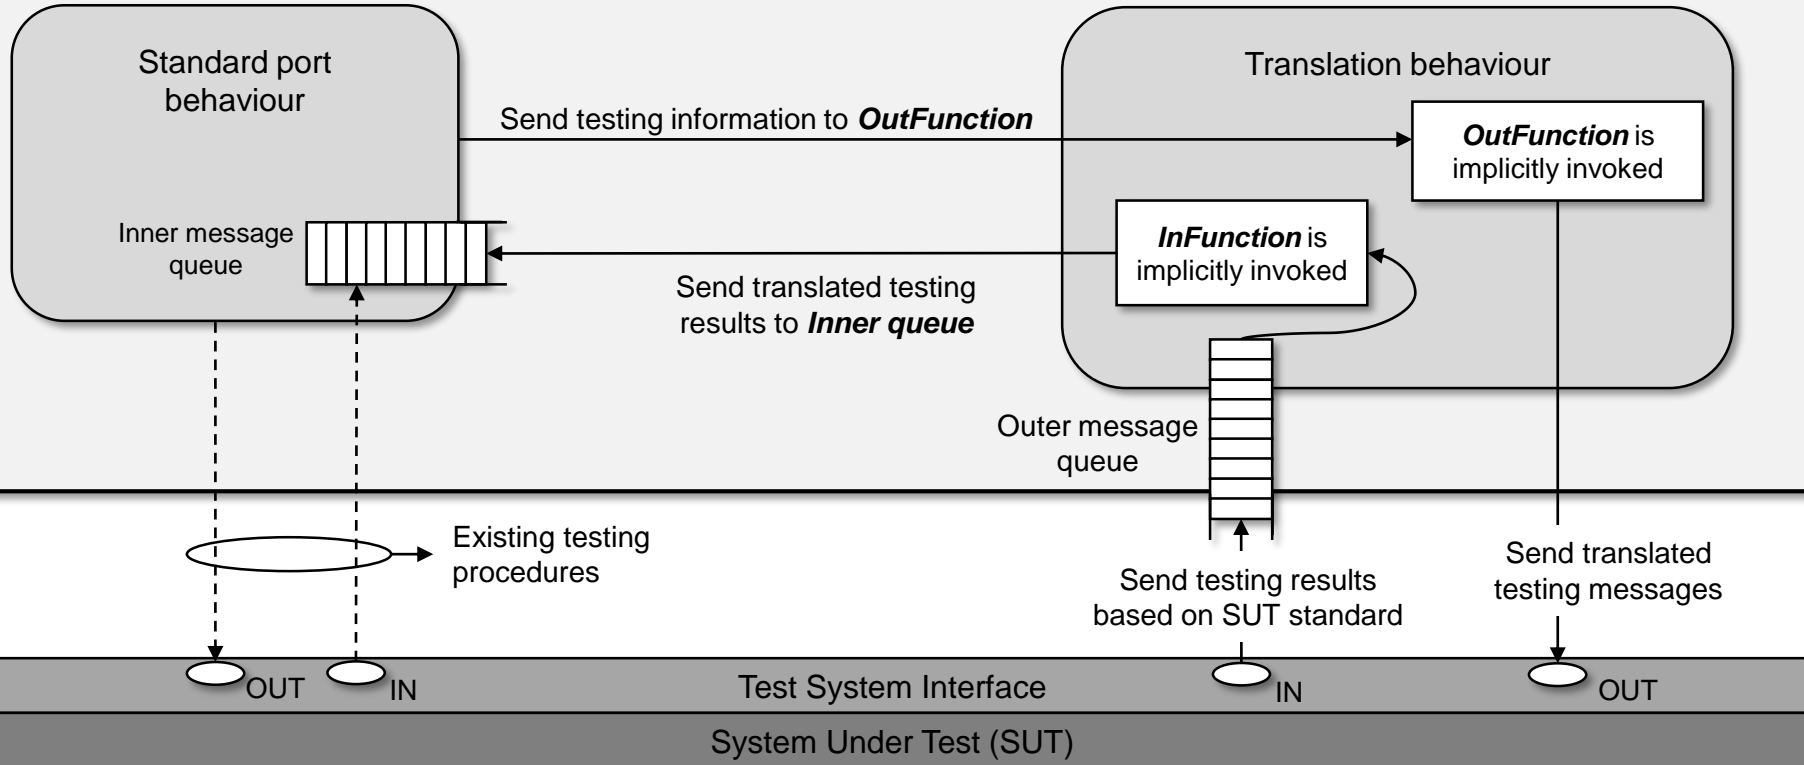 Standard port
behaviour
Translation behaviour
Send testing information to OutFunction
OutFunction is
implicitly invoked
Inner message
queue
InFunction is
implicitly invoked
Send translated testing
results to Inner queue
Outer message
queue
Existing testing
procedures
Send testing results
based on SUT standard
Send translated
testing messages
OUT
IN
Test System Interface
IN
OUT
System Under Test (SUT)